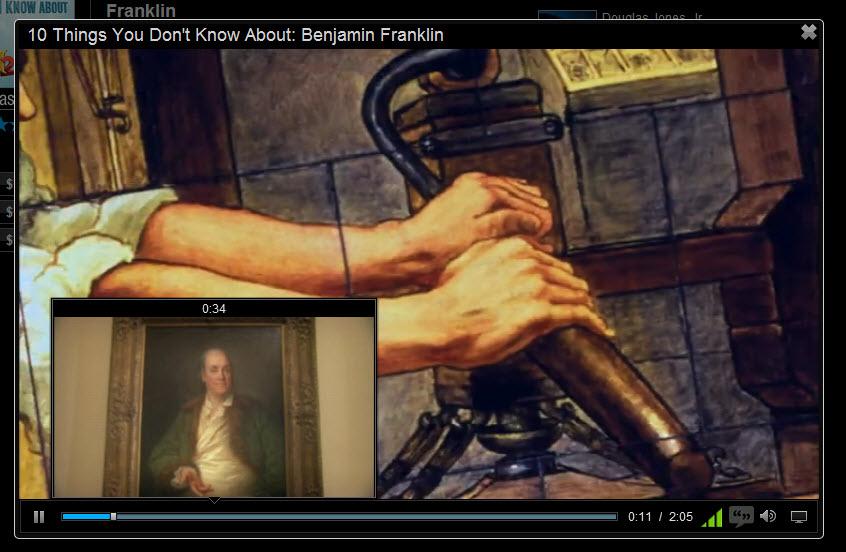 KNOW ABOUT
Franklin
Douglas Jones, Jr
10 Things You Don't Know About: Benjamin Franklin
as
$
$
$
0:34
0:11 / 2:05